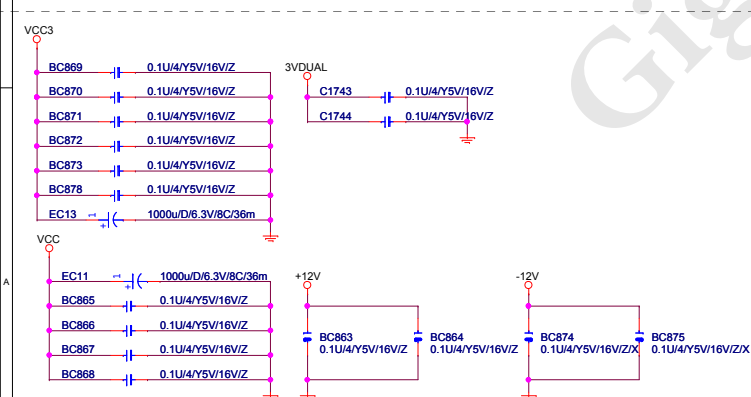 VCC3
BC869 0.1U/4/Y5V/16V/Z
BC870 0.1U/4/Y5V/16V/Z
BC871 0.1U/4/Y5V/16V/Z
BC872 0.1U/4/Y5V/16V/Z
BC873 0.1U/4/Y5V/16V/Z
BC878 0.1U/4/Y5V/16V/Z
EC13 1 + 1000u/D/6.3V/8C/36m
3VDUAL
C1743 0.1U/4/Y5V/16V/Z
C1744 0.1U/4/Y5V/16V/Z
VCC
EC11 1 + 1000u/D/6.3V/8C/36m
BC865 0.1U/4/Y5V/16V/Z
BC866 0.1U/4/Y5V/16V/Z
BC867 0.1U/4/Y5V/16V/Z
BC868 0.1U/4/Y5V/16V/Z
A
+12V
BC863
0.1U/4/Y5V/16V/Z
BC864
0.1U/4/Y5V/16V/Z
-12V
BC874
0.1U/4/Y5V/16V/Z/X
BC875
0.1U/4/Y5V/16V/Z/X
Gig